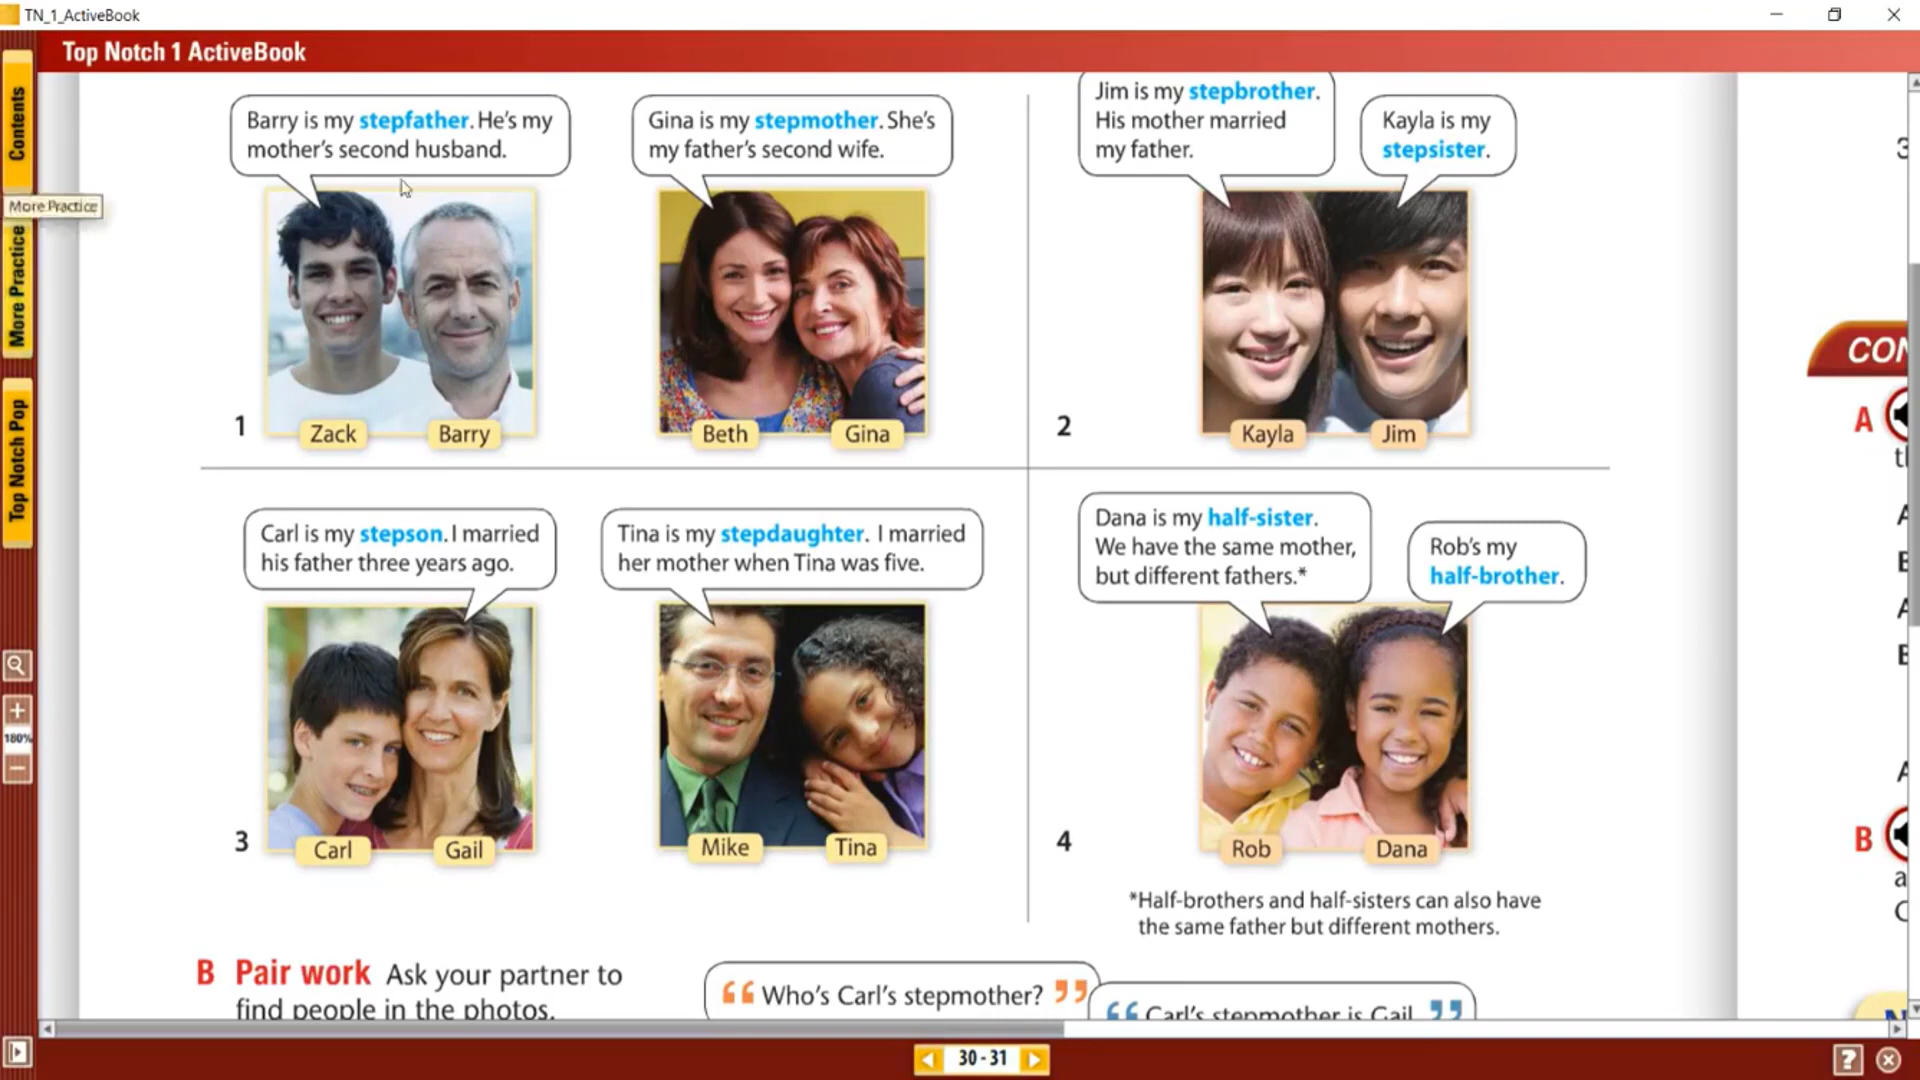 TN_1_ActiveBook
Top Notch 1 ActiveBook
Contents
More Practice
More Practice
Top Notch Pop
180%
Barry is my stepfather. He's my
mother's second husband.
Gina is my stepmother. She's
my father's second wife.
Jim is my stepbrother.
His mother married
my father.
Kayla is my
stepsister.
1
Zack
Barry
Beth
Gina
2
Kayla
Jim
Carl is my stepson. I married
his father three years ago.
Tina is my stepdaughter. I married
her mother when Tina was five.
Dana is my half-sister.
We have the same mother,
but different fathers.*
Rob's my
half-brother.
3
Carl
Gail
Mike
Tina
4
Rob
Dana
*Half-brothers and half-sisters can also have
the same father but different mothers.
B Pair work Ask your partner to
find people in the photos.
“Who's Carl's stepmother?”
“Carl's stepmother is Gail”
3
CON
A
B
30 - 31
?